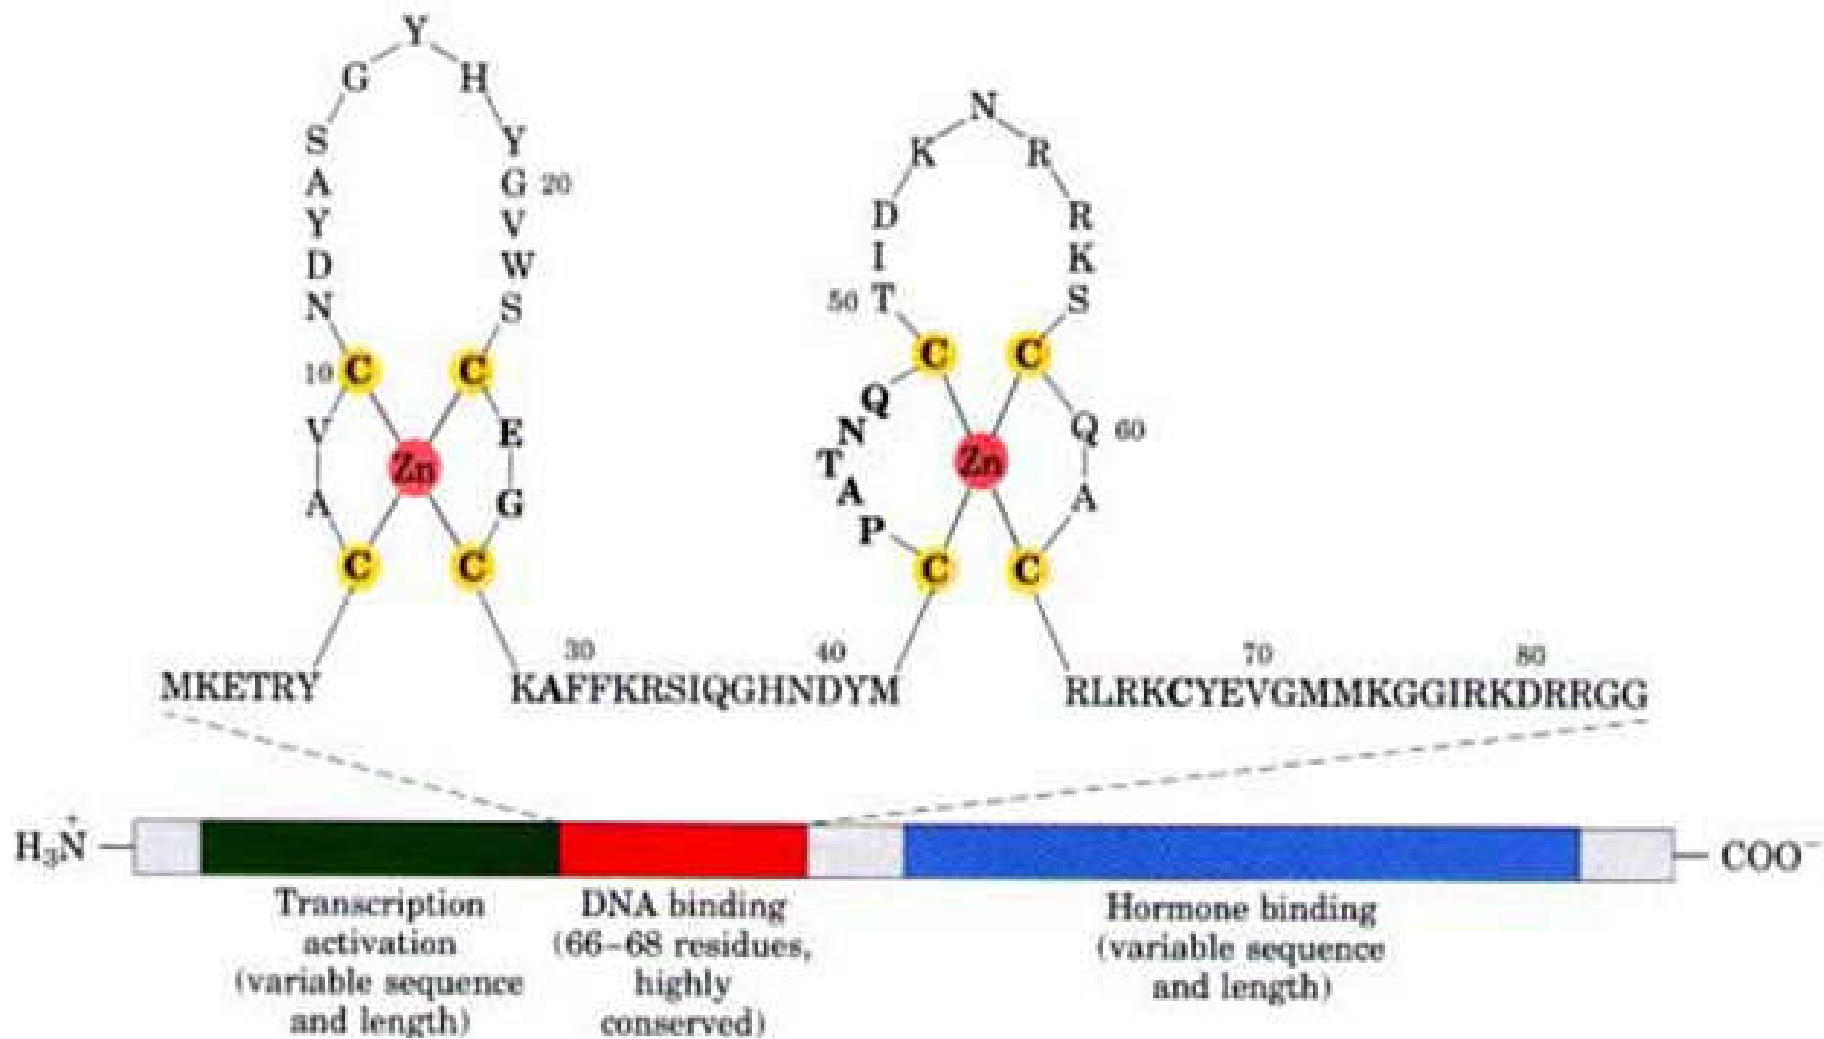 Y
G H
S Y
A G 20
Y V
D W
N S
10 C C
V E
Zn
A G
C C
N
K R
D R
I K
50 T S
C C
Q
N Q 60
T Zn
A A
P
C C
30 40 70 80
MKETRY KAFFKRSIQGHNDYM RLRKCYEVGMMKGGIRKDRRGG
H₃N⁺ COO⁻
Transcription
activation
(variable sequence
and length)
DNA binding
(66–68 residues,
highly
conserved)
Hormone binding
(variable sequence
and length)